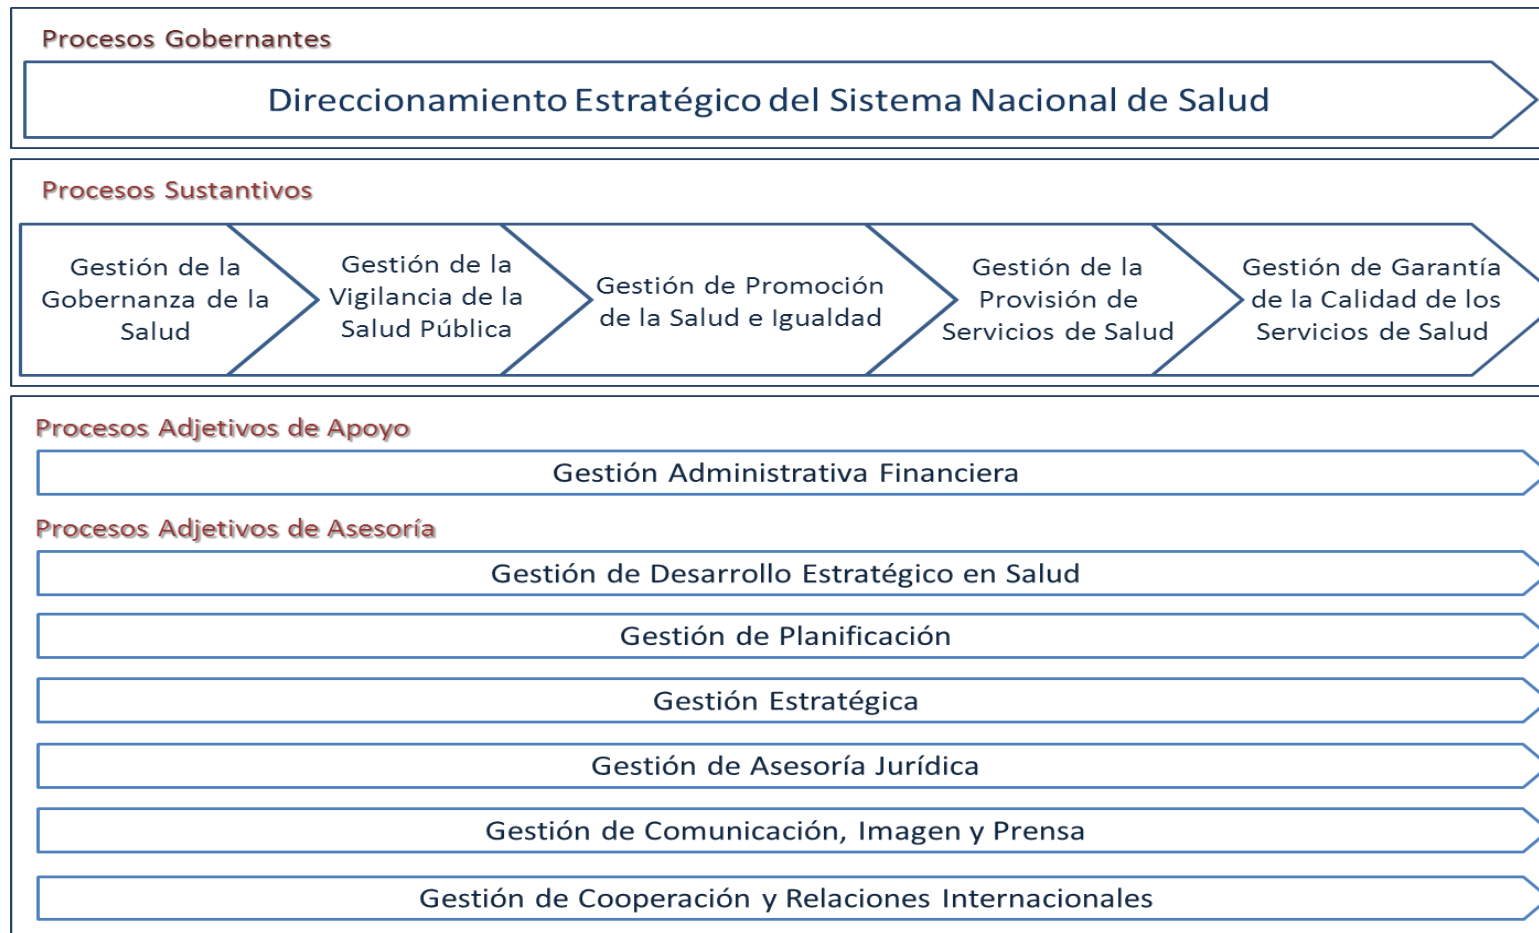 Procesos Gobernantes
Direccionamiento Estratégico del Sistema Nacional de Salud
Procesos Sustantivos
Gestión de la
Gobernanza de la
Salud
Gestión de la
Vigilancia de la
Salud Pública
Gestión de Promoción
de la Salud e Igualdad
Gestión de la
Provisión de
Servicios de Salud
Gestión de Garantía
de la Calidad de los
Servicios de Salud
Procesos Adjetivos de Apoyo
Gestión Administrativa Financiera
Procesos Adjetivos de Asesoría
Gestión de Desarrollo Estratégico en Salud
Gestión de Planificación
Gestión Estratégica
Gestión de Asesoría Jurídica
Gestión de Comunicación, Imagen y Prensa
Gestión de Cooperación y Relaciones Internacionales